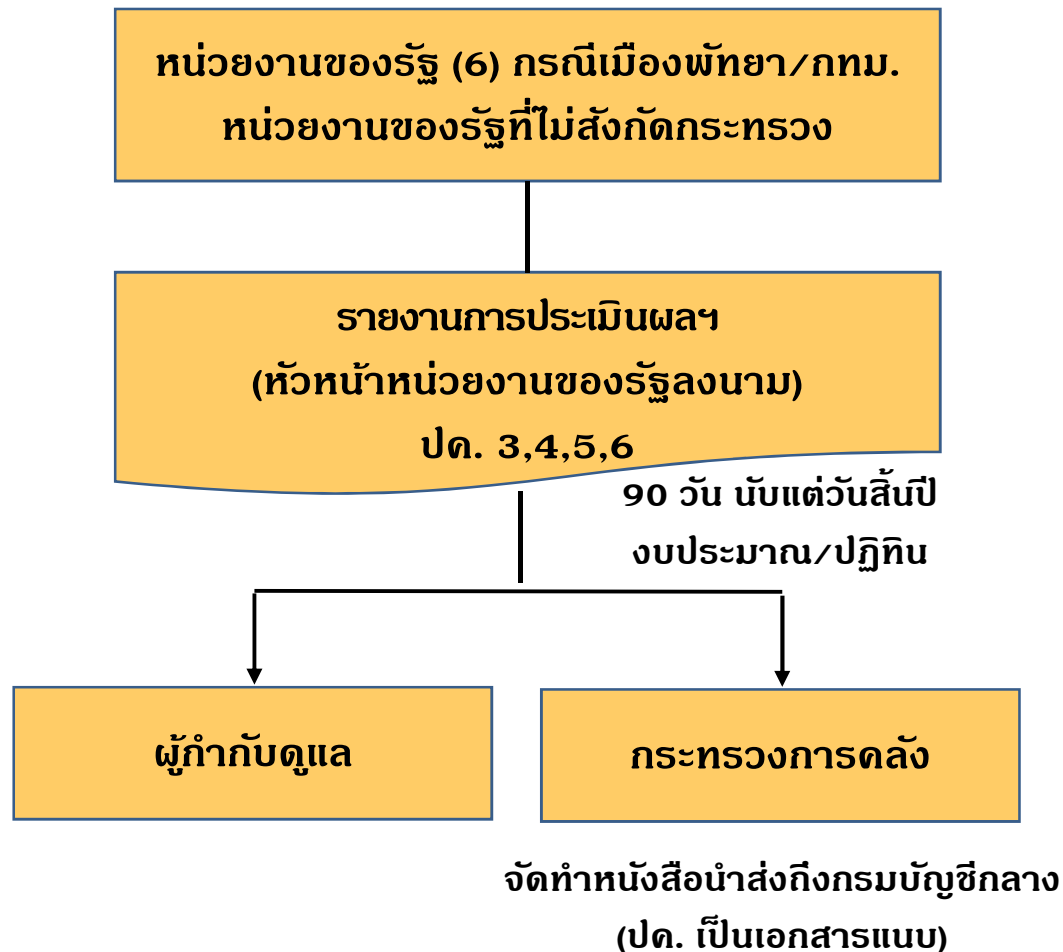 หน่วยงานของรัฐ (6) กรณีเมืองพัทยา/กทม.
หน่วยงานของรัฐที่ไม่สังกัดกระทรวง
รายงานการประเมินผลฯ
(หัวหน้าหน่วยงานของรัฐลงนาม)
ปค. 3,4,5,6
90 วัน นับแต่วันสิ้นปี
งบประมาณ/ปฏิทิน
ผู้กำกับดูแล
กระทรวงการคลัง
จัดทำหนังสือนำส่งถึงกรมบัญชีกลาง
(ปค. เป็นเอกสารแนบ)